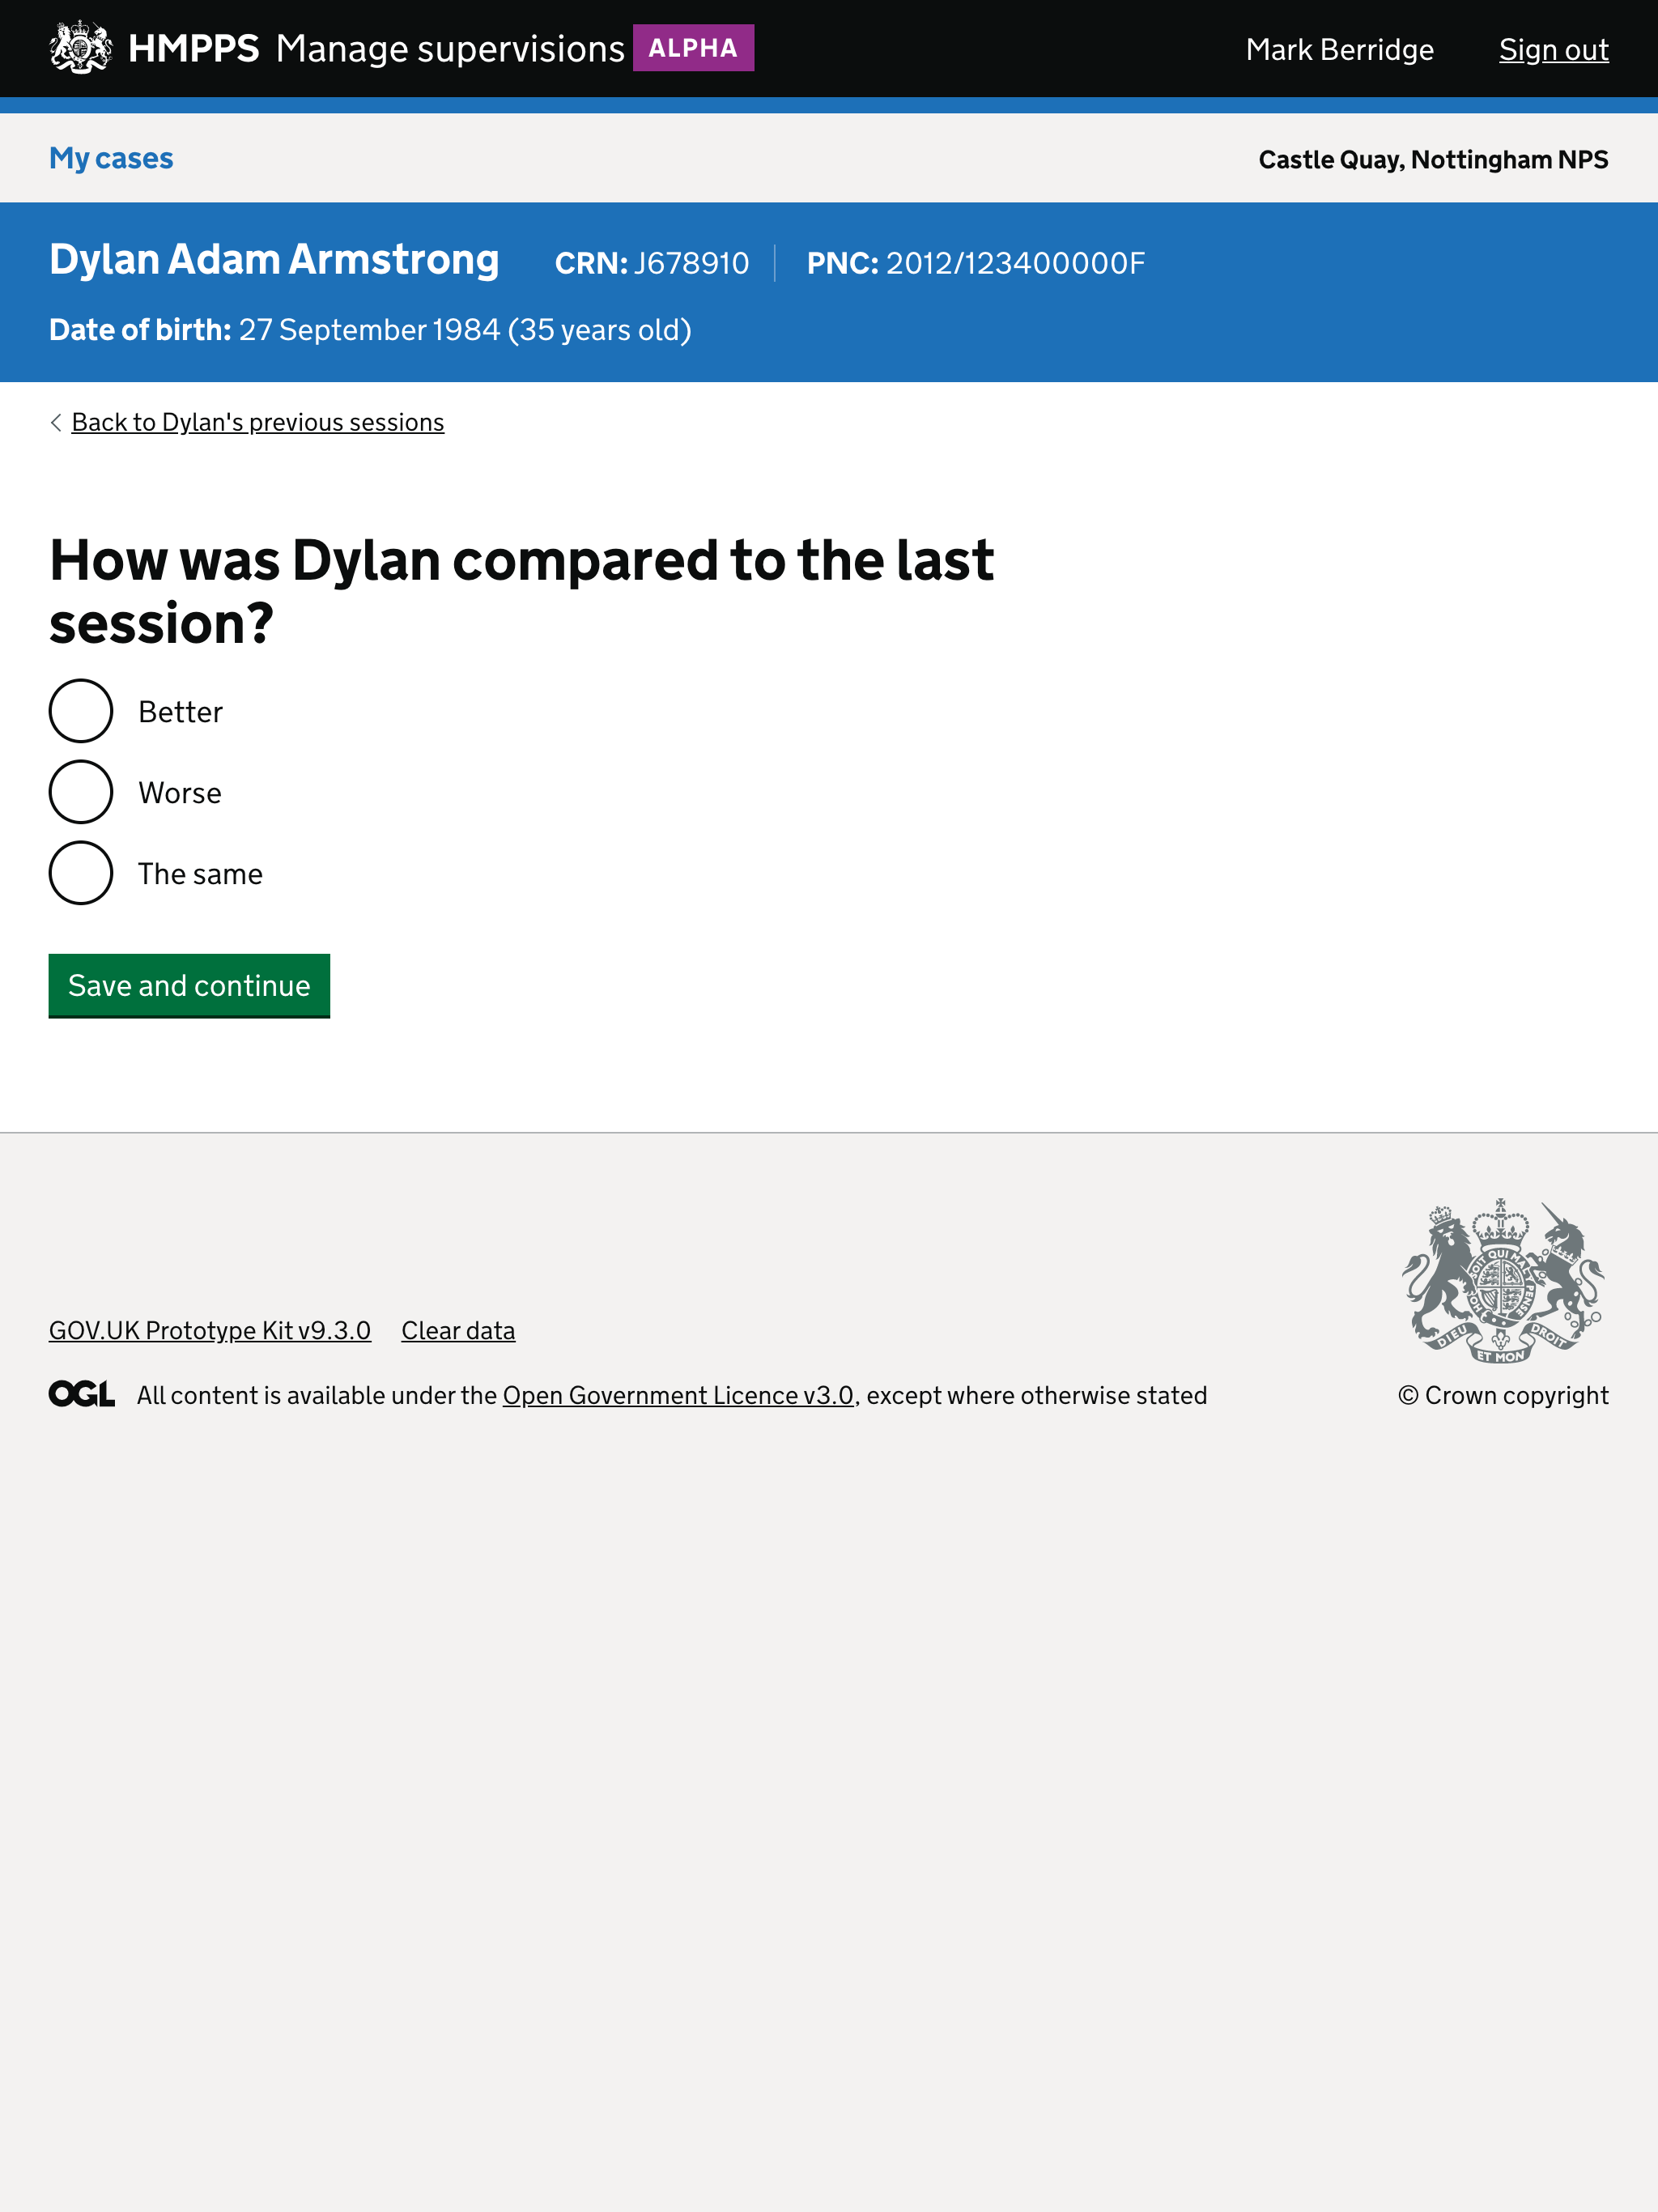 HMPPS Manage supervisions ALPHA
Mark Berridge Sign out
My cases
Castle Quay, Nottingham NPS
Dylan Adam Armstrong CRN: J678910 PNC: 2012/123400000F
Date of birth: 27 September 1984 (35 years old)
Back to Dylan's previous sessions
How was Dylan compared to the last
session?
Better
Worse
The same
Save and continue
GOV.UK Prototype Kit v9.3.0 Clear data
OGL All content is available under the Open Government Licence v3.0, except where otherwise stated
DIEU ET MON DROIT
© Crown copyright